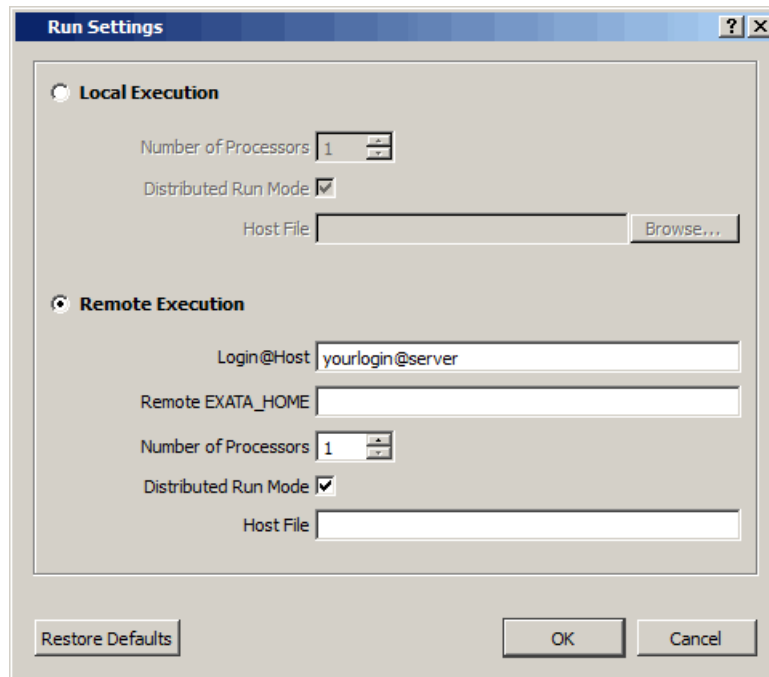 Run Settings
Local Execution
Number of Processors 1
Distributed Run Mode
Host File Browse...
Remote Execution
Login@Host yourlogin@server
Remote EXATA_HOME
Number of Processors 1
Distributed Run Mode
Host File
Restore Defaults OK Cancel